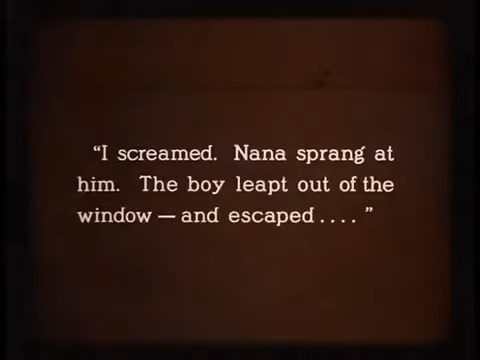 “I screamed. Nana sprang at
him. The boy leapt out of the
window — and escaped . . . . ”